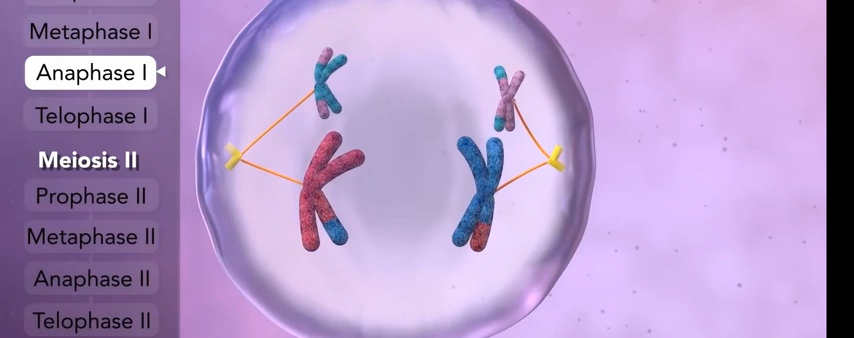 Metaphase I
Anaphase I
Telophase I
Meiosis II
Prophase II
Metaphase II
Anaphase II
Telophase II